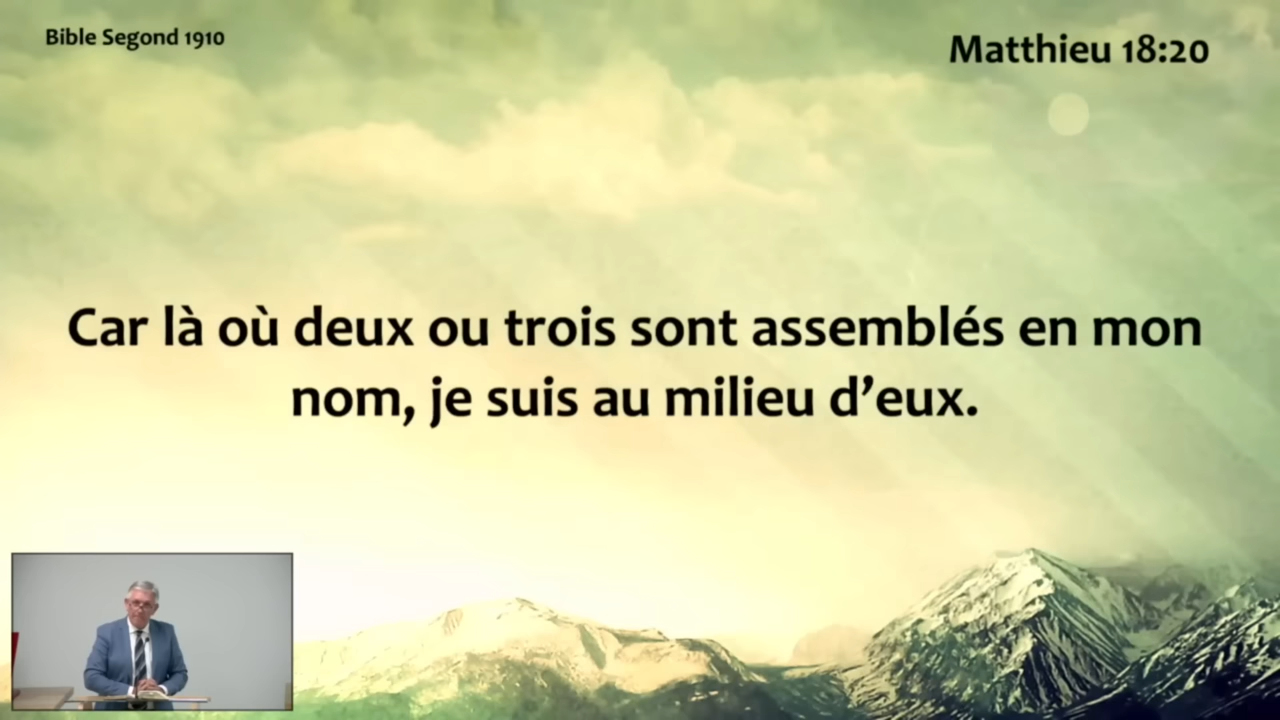 Bible Segond 1910
Matthieu 18:20
Car là où deux ou trois sont assemblés en mon
nom, je suis au milieu d’eux.